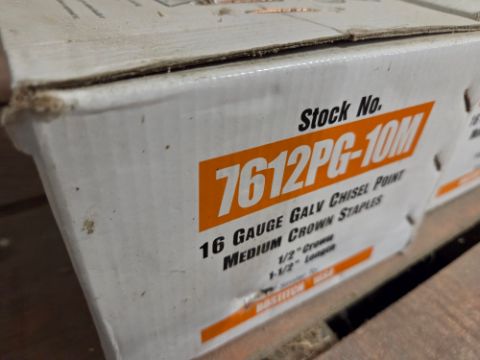 Stock No.
7612PG-10M
16 GAUGE GALV CHISEL POINT
MEDIUM CROWN STAPLES
1/2" Crown
1-1/2" Length